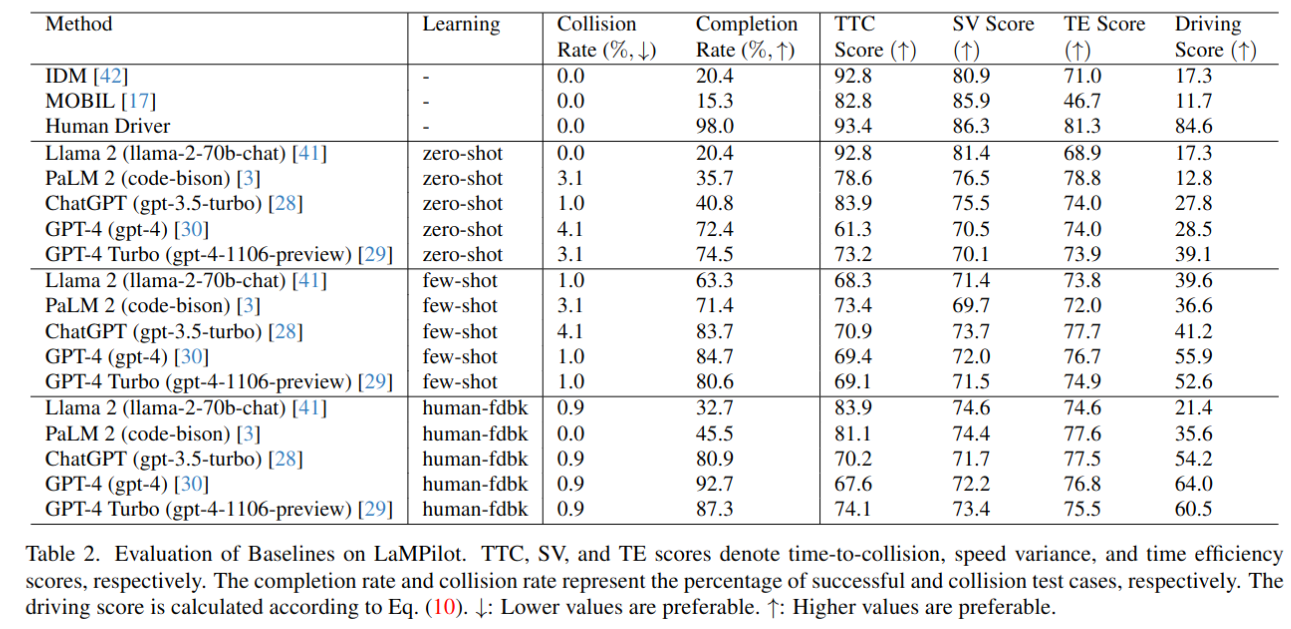 Method Learning Collision Completion TTC SV Score TE Score Driving
Rate (%, ↓) Rate (%, ↑) Score (↑) (↑) (↑) Score (↑)
IDM [42] - 0.0 20.4 92.8 80.9 71.0 17.3
MOBIL [17] - 0.0 15.3 82.8 85.9 46.7 11.7
Human Driver - 0.0 98.0 93.4 86.3 81.3 84.6
Llama 2 (llama-2-70b-chat) [41] zero-shot 0.0 20.4 92.8 81.4 68.9 17.3
PaLM 2 (code-bison) [3] zero-shot 3.1 35.7 78.6 76.5 78.8 12.8
ChatGPT (gpt-3.5-turbo) [28] zero-shot 1.0 40.8 83.9 75.5 74.0 27.8
GPT-4 (gpt-4) [30] zero-shot 4.1 72.4 61.3 70.5 74.0 28.5
GPT-4 Turbo (gpt-4-1106-preview) [29] zero-shot 3.1 74.5 73.2 70.1 73.9 39.1
Llama 2 (llama-2-70b-chat) [41] few-shot 1.0 63.3 68.3 71.4 73.8 39.6
PaLM 2 (code-bison) [3] few-shot 3.1 71.4 73.4 69.7 72.0 36.6
ChatGPT (gpt-3.5-turbo) [28] few-shot 4.1 83.7 70.9 73.7 77.7 41.2
GPT-4 (gpt-4) [30] few-shot 1.0 84.7 69.4 72.0 76.7 55.9
GPT-4 Turbo (gpt-4-1106-preview) [29] few-shot 1.0 80.6 69.1 71.5 74.9 52.6
Llama 2 (llama-2-70b-chat) [41] human-fdbk 0.9 32.7 83.9 74.6 74.6 21.4
PaLM 2 (code-bison) [3] human-fdbk 0.0 45.5 81.1 74.4 77.6 35.6
ChatGPT (gpt-3.5-turbo) [28] human-fdbk 0.9 80.9 70.2 71.7 77.5 54.2
GPT-4 (gpt-4) [30] human-fdbk 0.9 92.7 67.6 72.2 76.8 64.0
GPT-4 Turbo (gpt-4-1106-preview) [29] human-fdbk 0.9 87.3 74.1 73.4 75.5 60.5
Table 2. Evaluation of Baselines on LaMPilot. TTC, SV, and TE scores denote time-to-collision, speed variance, and time efficiency
scores, respectively. The completion rate and collision rate represent the percentage of successful and collision test cases, respectively. The
driving score is calculated according to Eq. (10). ↓: Lower values are preferable. ↑: Higher values are preferable.